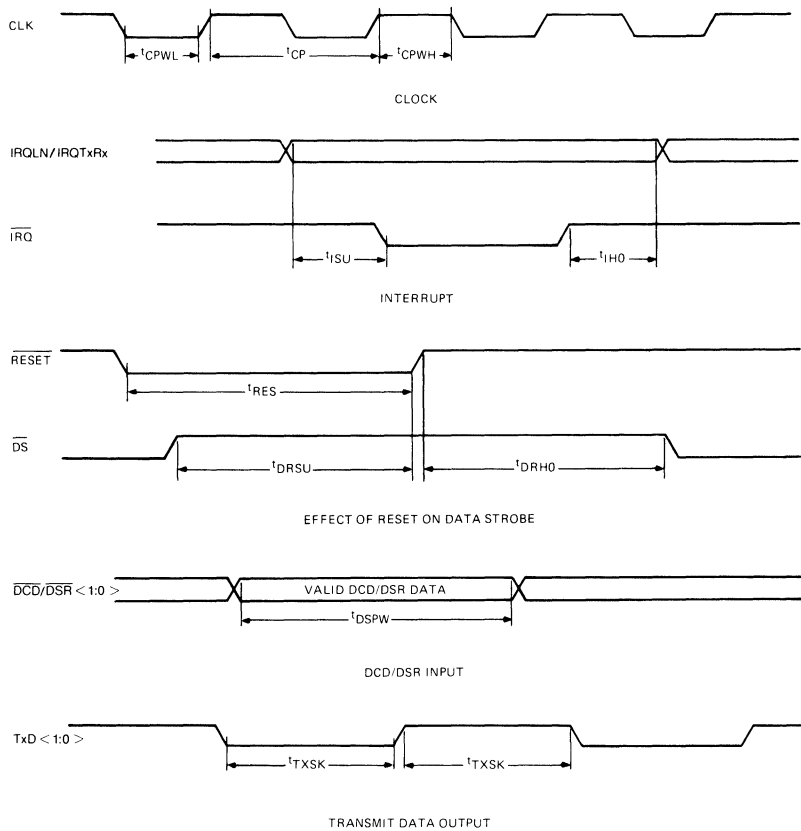 CLK
tCPWL
tCP
tCPWH
CLOCK
IRQLN/IRQTxRx
IRQ
tISU
tIH0
INTERRUPT
RESET
tRES
DS
tDRSU
tDRH0
EFFECT OF RESET ON DATA STROBE
DCD/DSR <1:0>
VALID DCD/DSR DATA
tDSPW
DCD/DSR INPUT
TxD <1:0>
tTXSK
tTXSK
TRANSMIT DATA OUTPUT